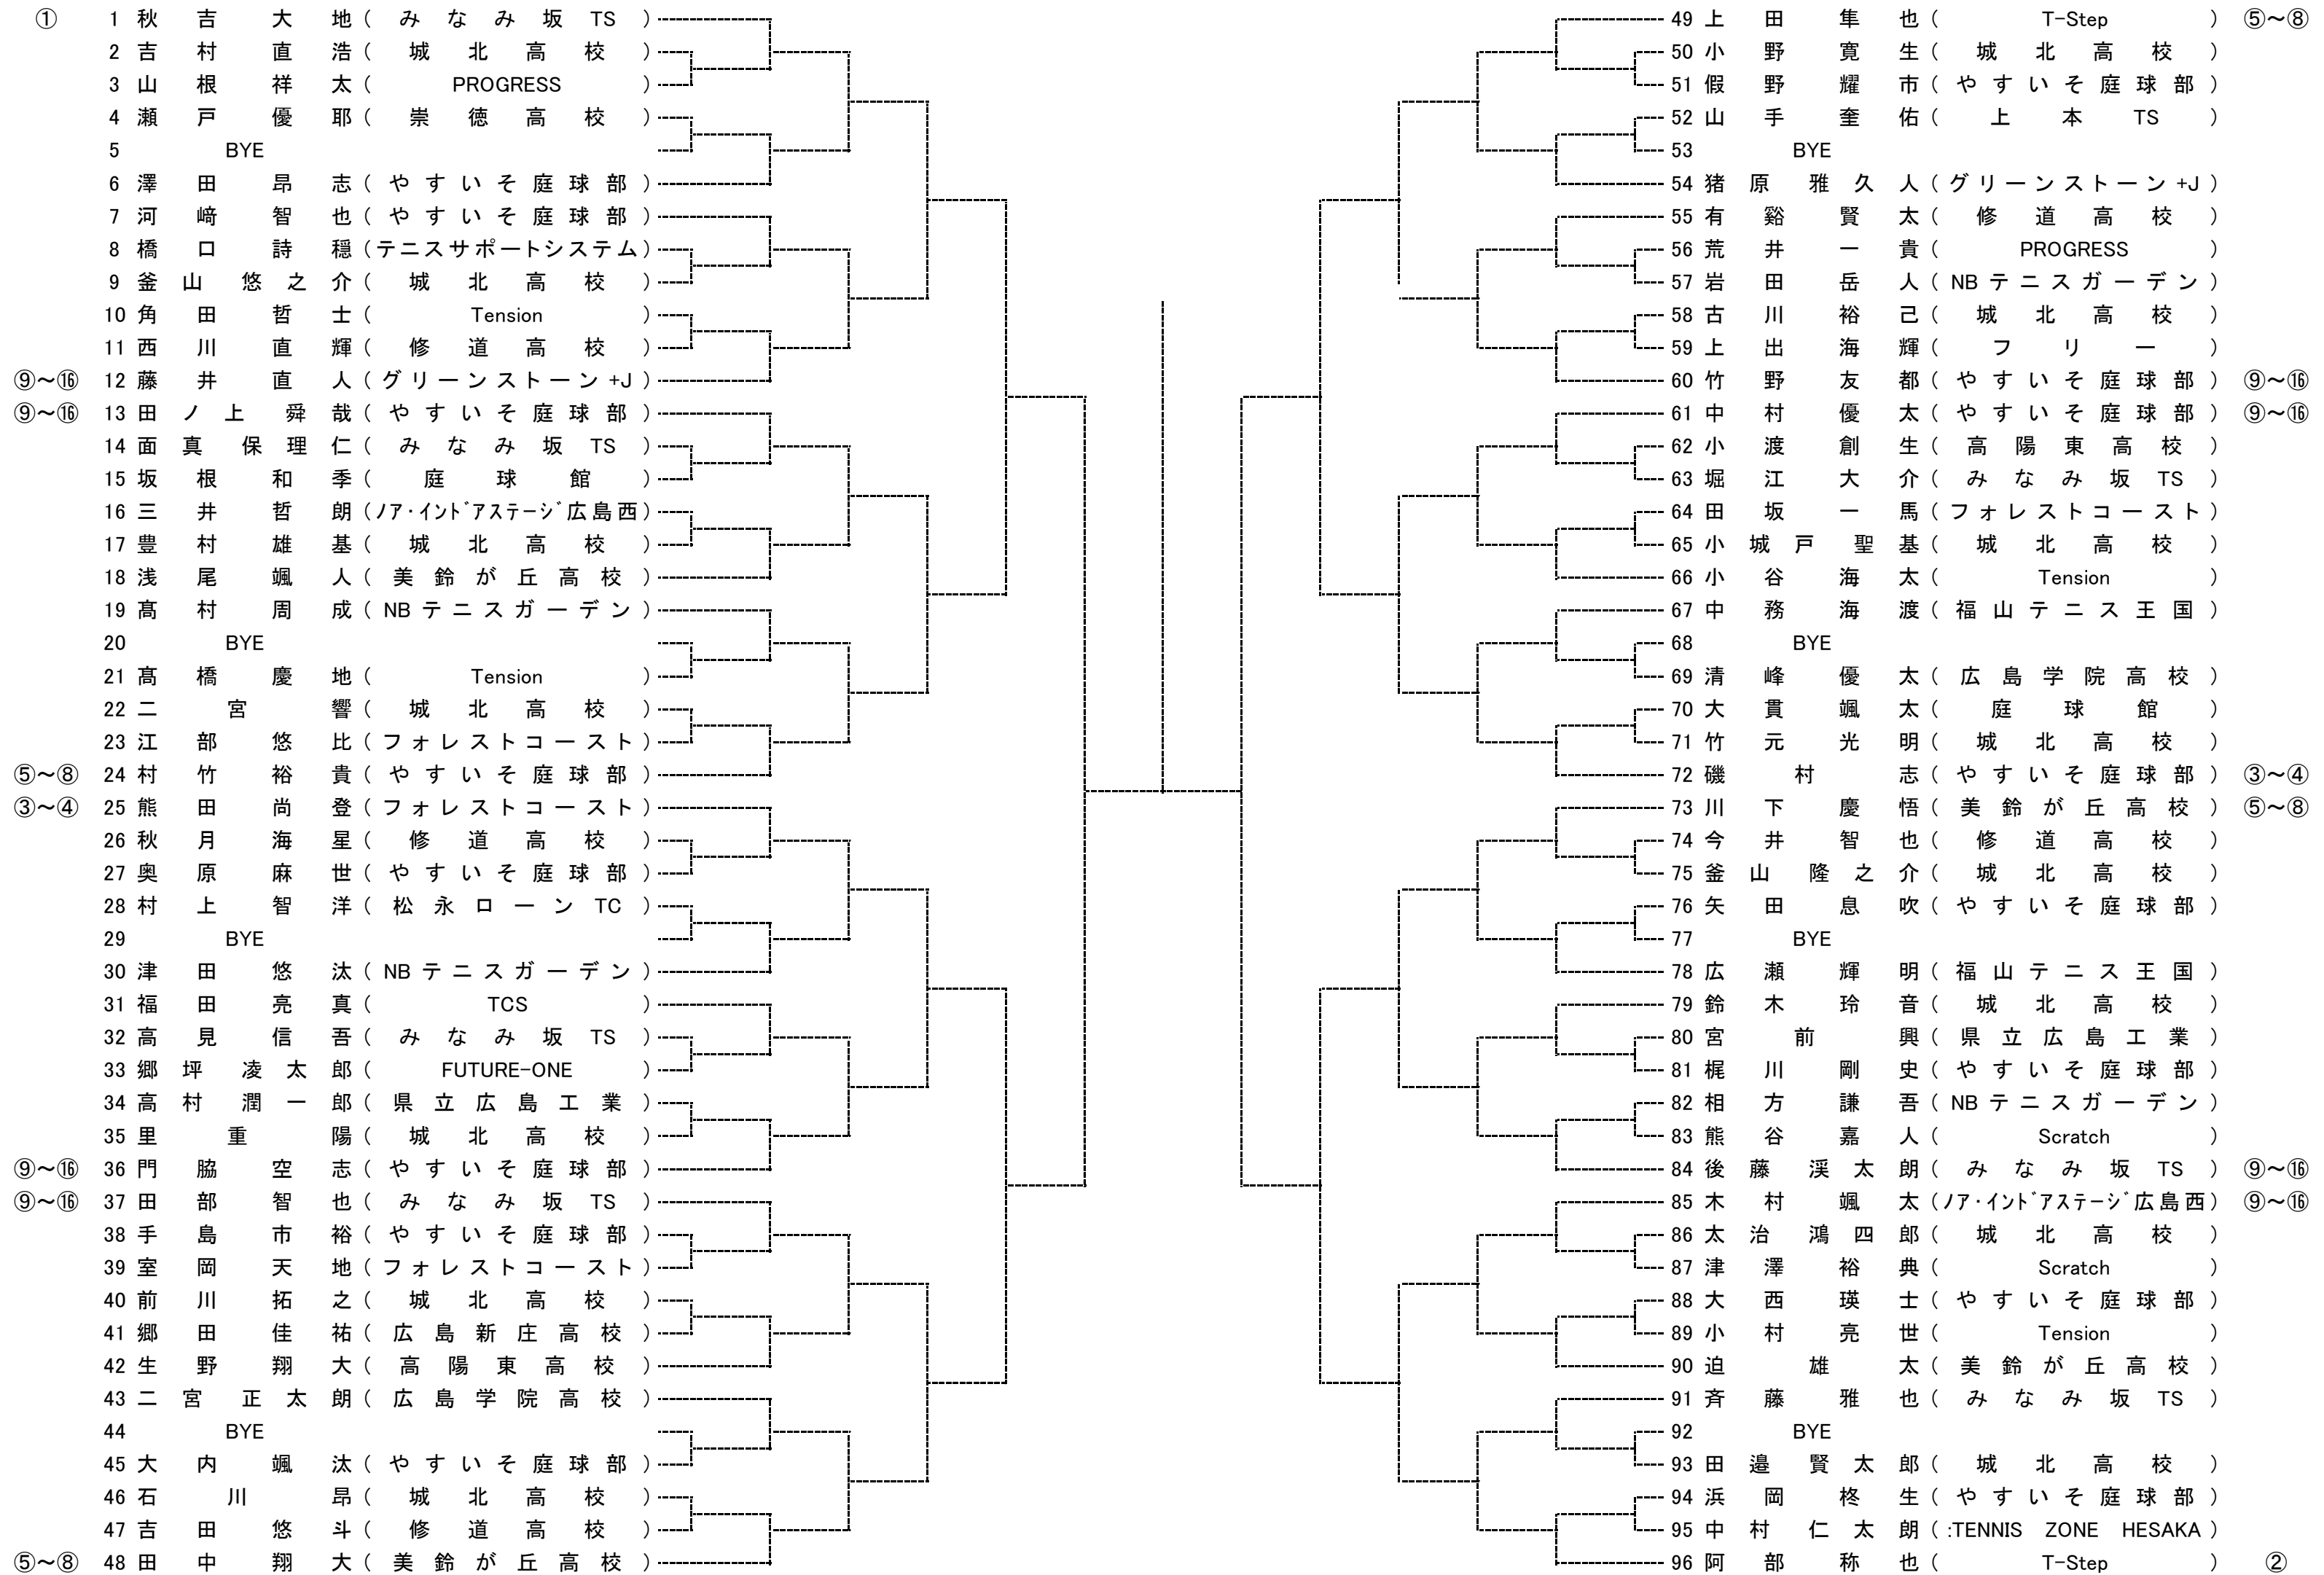 ① 1 秋吉大地(みなみ坂TS)
2 吉村直浩(城北高校)
3 山根祥太(PROGRESS)
4 瀬戸優耶(崇徳高校)
5 BYE
6 澤田昂志(やすいそ庭球部)
7 河﨑智也(やすいそ庭球部)
8 橋口詩穏(テニスサポートシステム)
9 釜山悠之介(城北高校)
10 角田哲士(Tension)
11 西川直輝(修道高校)
⑨～⑯ 12 藤井直人(グリーンストーン+J)
⑨～⑯ 13 田ノ上舜哉(やすいそ庭球部)
14 面真保理仁(みなみ坂TS)
15 坂根和季(庭球館)
16 三井哲朗(ﾉｱ･ｲﾝﾄﾞｱｽﾃｰｼﾞ広島西)
17 豊村雄基(城北高校)
18 浅尾颯人(美鈴が丘高校)
19 髙村周成(NBテニスガーデン)
20 BYE
21 髙橋慶地(Tension)
22 二宮響(城北高校)
23 江部悠比(フォレストコースト)
⑤～⑧ 24 村竹裕貴(やすいそ庭球部)
③～④ 25 熊田尚登(フォレストコースト)
26 秋月海星(修道高校)
27 奥原麻世(やすいそ庭球部)
28 村上智洋(松永ローンTC)
29 BYE
30 津田悠汰(NBテニスガーデン)
31 福田亮真(TCS)
32 高見信吾(みなみ坂TS)
33 郷坪凌太郎(FUTURE-ONE)
34 高村潤一郎(県立広島工業)
35 里重陽(城北高校)
⑨～⑯ 36 門脇空志(やすいそ庭球部)
⑨～⑯ 37 田部智也(みなみ坂TS)
38 手島市裕(やすいそ庭球部)
39 室岡天地(フォレストコースト)
40 前川拓之(城北高校)
41 郷田佳祐(広島新庄高校)
42 生野翔大(高陽東高校)
43 二宮正太朗(広島学院高校)
44 BYE
45 大内颯汰(やすいそ庭球部)
46 石川昂(城北高校)
47 吉田悠斗(修道高校)
⑤～⑧ 48 田中翔大(美鈴が丘高校)
49 上田隼也(T-Step) ⑤～⑧
50 小野寛生(城北高校)
51 假野耀市(やすいそ庭球部)
52 山手奎佑(上本TS)
53 BYE
54 猪原雅久人(グリーンストーン+J)
55 有谿賢太(修道高校)
56 荒井一貴(PROGRESS)
57 岩田岳人(NBテニスガーデン)
58 古川裕己(城北高校)
59 上出海輝(フリー)
60 竹野友都(やすいそ庭球部) ⑨～⑯
61 中村優太(やすいそ庭球部) ⑨～⑯
62 小渡創生(高陽東高校)
63 堀江大介(みなみ坂TS)
64 田坂一馬(フォレストコースト)
65 小城戸聖基(城北高校)
66 小谷海太(Tension)
67 中務海渡(福山テニス王国)
68 BYE
69 清峰優太(広島学院高校)
70 大貫颯太(庭球館)
71 竹元光明(城北高校)
72 磯村志(やすいそ庭球部) ③～④
73 川下慶悟(美鈴が丘高校) ⑤～⑧
74 今井智也(修道高校)
75 釜山隆之介(城北高校)
76 矢田息吹(やすいそ庭球部)
77 BYE
78 広瀬輝明(福山テニス王国)
79 鈴木玲音(城北高校)
80 宮前興(県立広島工業)
81 梶川剛史(やすいそ庭球部)
82 相方謙吾(NBテニスガーデン)
83 熊谷嘉人(Scratch)
84 後藤渓太朗(みなみ坂TS) ⑨～⑯
85 木村颯太(ﾉｱ･ｲﾝﾄﾞｱｽﾃｰｼﾞ広島西) ⑨～⑯
86 太治鴻四郎(城北高校)
87 津澤裕典(Scratch)
88 大西瑛士(やすいそ庭球部)
89 小村亮世(Tension)
90 迫雄太(美鈴が丘高校)
91 斉藤雅也(みなみ坂TS)
92 BYE
93 田邉賢太郎(城北高校)
94 浜岡柊生(やすいそ庭球部)
95 中村仁太朗(:TENNIS ZONE HESAKA)
96 阿部称也(T-Step) ②